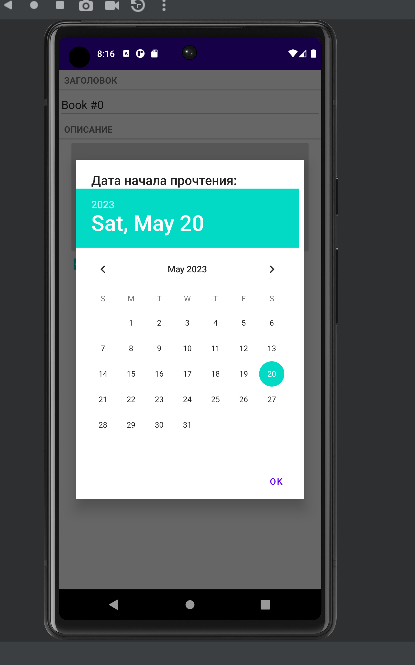 8:16
ЗАГОЛОВОК
Book #0
ОПИСАНИЕ
Дата начала прочтения:
2023
Sat, May 20
May 2023
S M T W T F S
1 2 3 4 5 6
7 8 9 10 11 12 13
14 15 16 17 18 19 20
21 22 23 24 25 26 27
28 29 30 31
OK